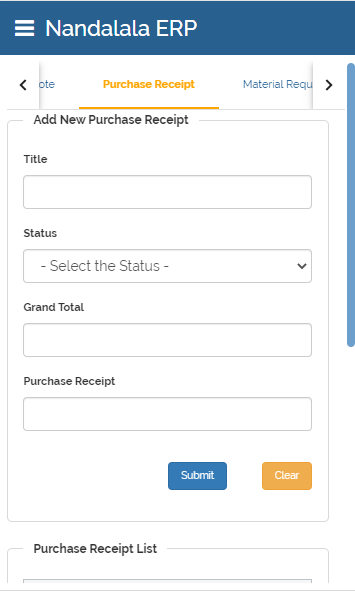 Nandalala ERP
ote Purchase Receipt Material Requ
Add New Purchase Receipt
Title
Status
- Select the Status -
Grand Total
Purchase Receipt
Submit Clear
Purchase Receipt List